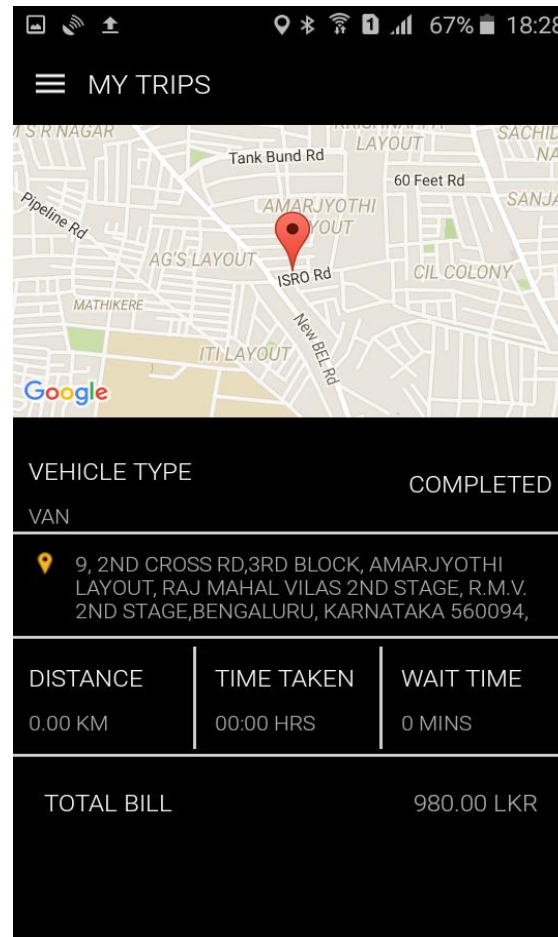 1 67% 18:28
MY TRIPS
M S R NAGAR
LAYOUT
Tank Bund Rd
60 Feet Rd
Pipeline Rd
AMARJYOTHI
LAYOUT
AG'S LAYOUT
ISRO Rd
CIL COLONY
MATHIKERE
New BEL Rd
ITI LAYOUT
Google
VEHICLE TYPE
COMPLETED
VAN
9, 2ND CROSS RD,3RD BLOCK, AMARJYOTHI
LAYOUT, RAJ MAHAL VILAS 2ND STAGE, R.M.V.
2ND STAGE,BENGALURU, KARNATAKA 560094,
DISTANCE TIME TAKEN WAIT TIME
0.00 KM 00:00 HRS 0 MINS
TOTAL BILL 980.00 LKR